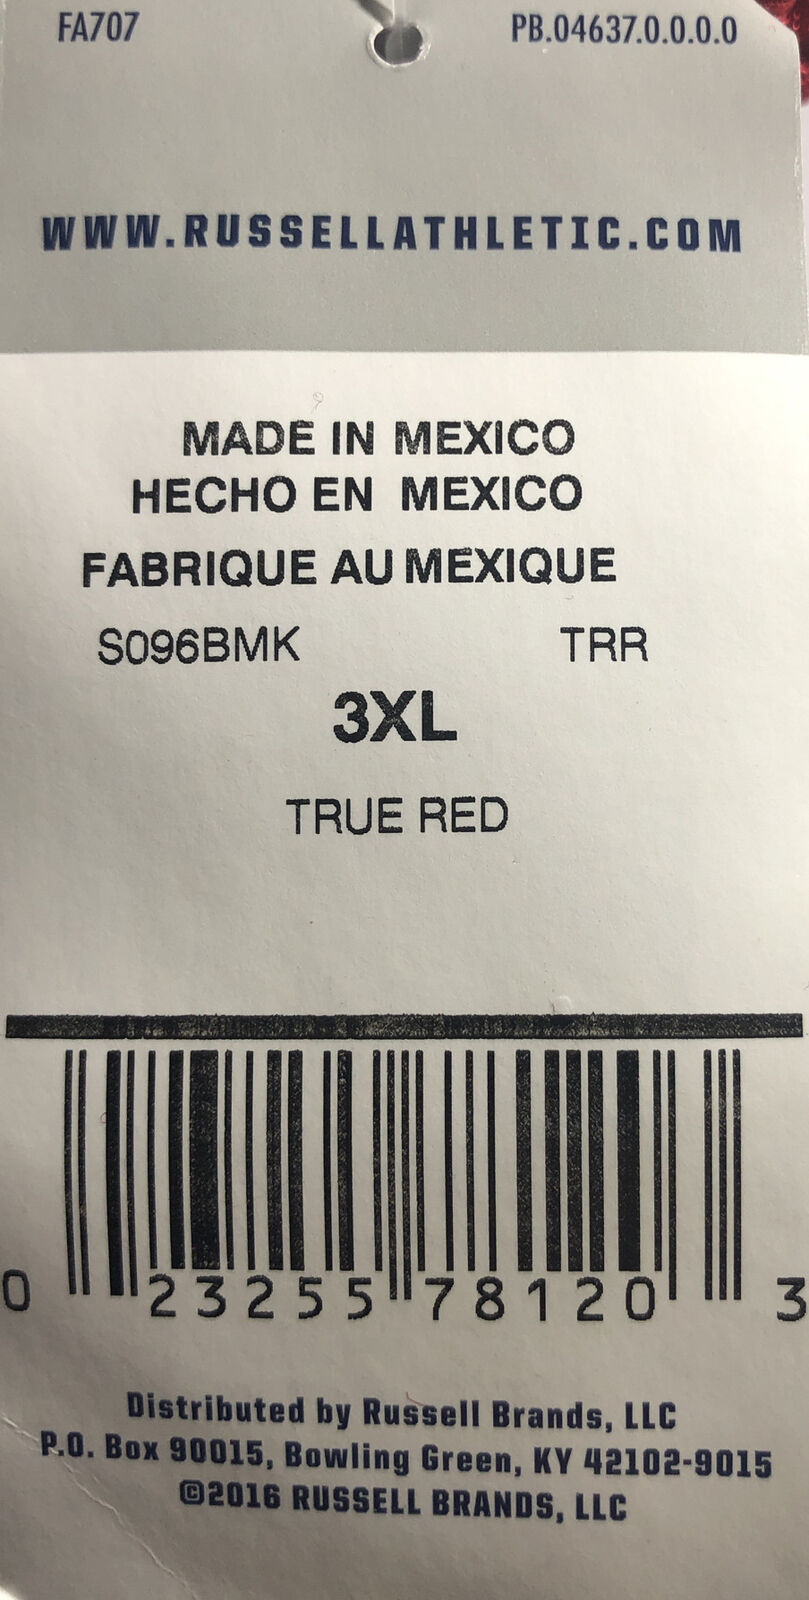 FA707 PB.04637.0.0.0.0
WWW.RUSSELLATHLETIC.COM
MADE IN MEXICO
HECHO EN MEXICO
FABRIQUE AU MEXIQUE
S096BMK TRR
3XL
TRUE RED
0 23255 78120 3
Distributed by Russell Brands, LLC
P.O. Box 90015, Bowling Green, KY 42102-9015
©2016 RUSSELL BRANDS, LLC